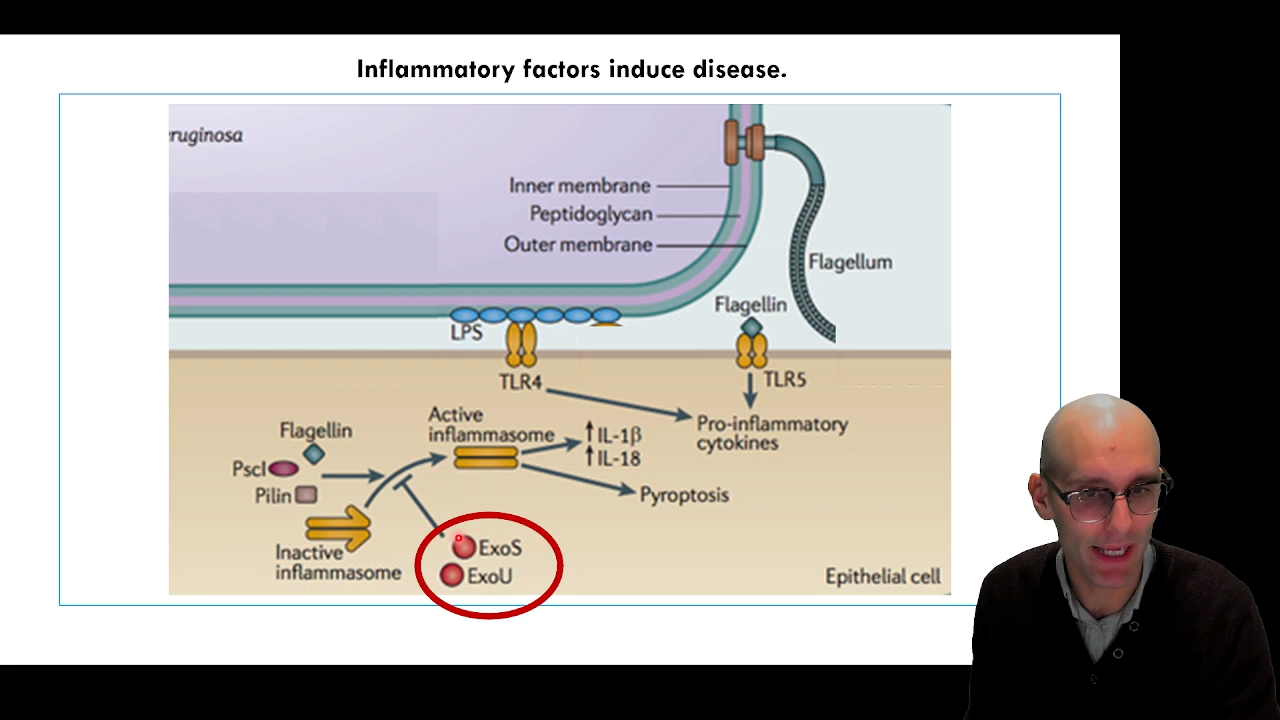 Inflammatory factors induce disease.
ruginosa
Inner membrane
Peptidoglycan
Outer membrane
Flagellum
Flagellin
LPS
TLR4
TLR5
Pro-inflammatory
cytokines
Active
inflammasome
↑ IL-1β
↑ IL-18
Pyroptosis
Flagellin
PscI
Pilin
Inactive
inflammasome
ExoS
ExoU
Epithelial cell